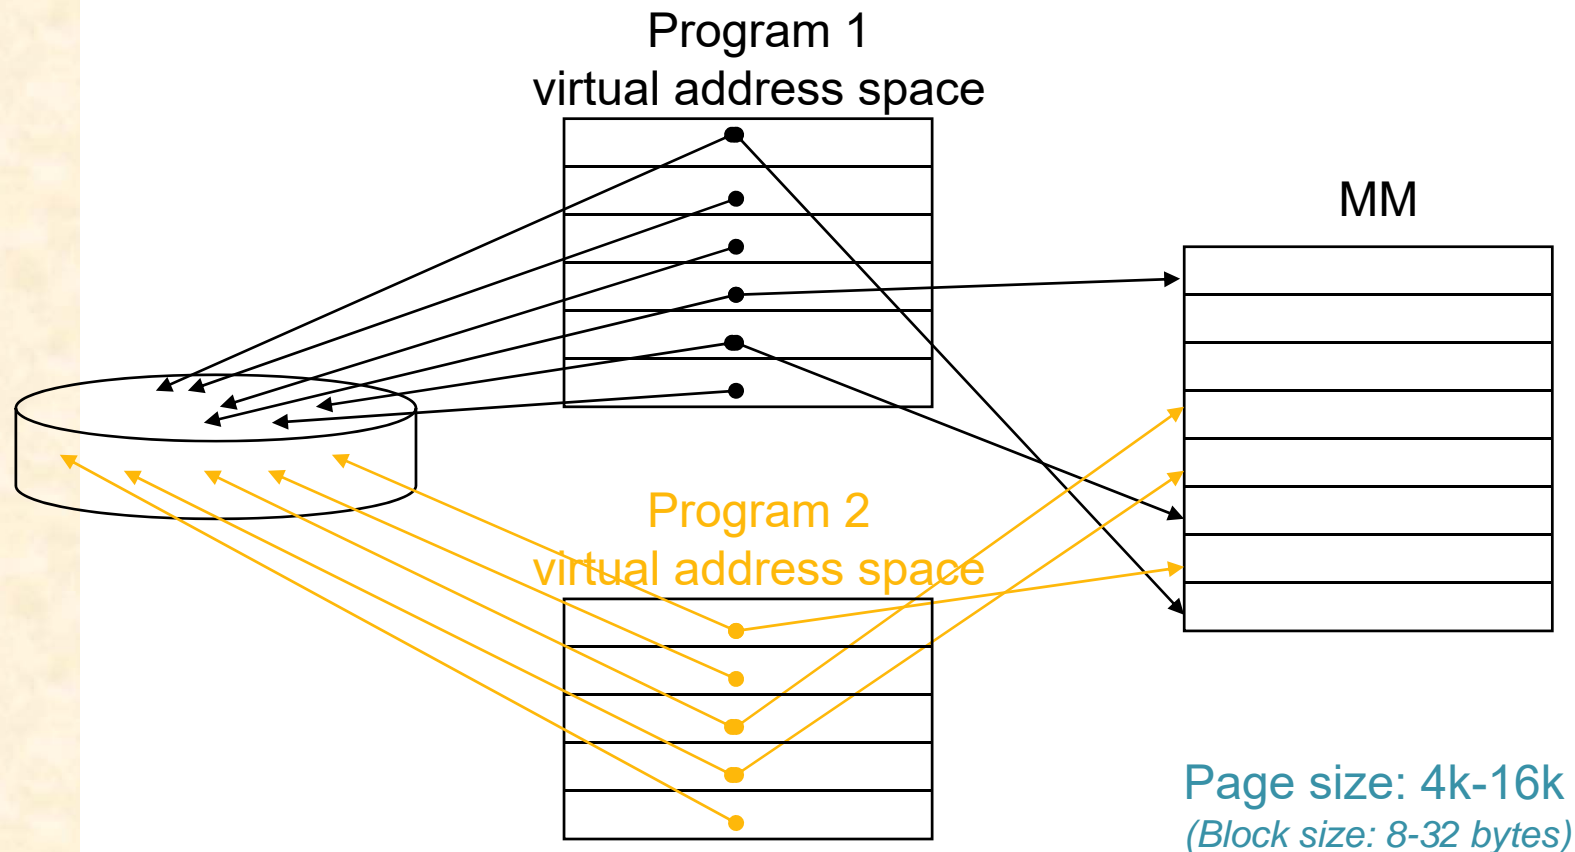 Program 1
virtual address space
MM
Program 2
virtual address space
Page size: 4k-16k
(Block size: 8-32 bytes)